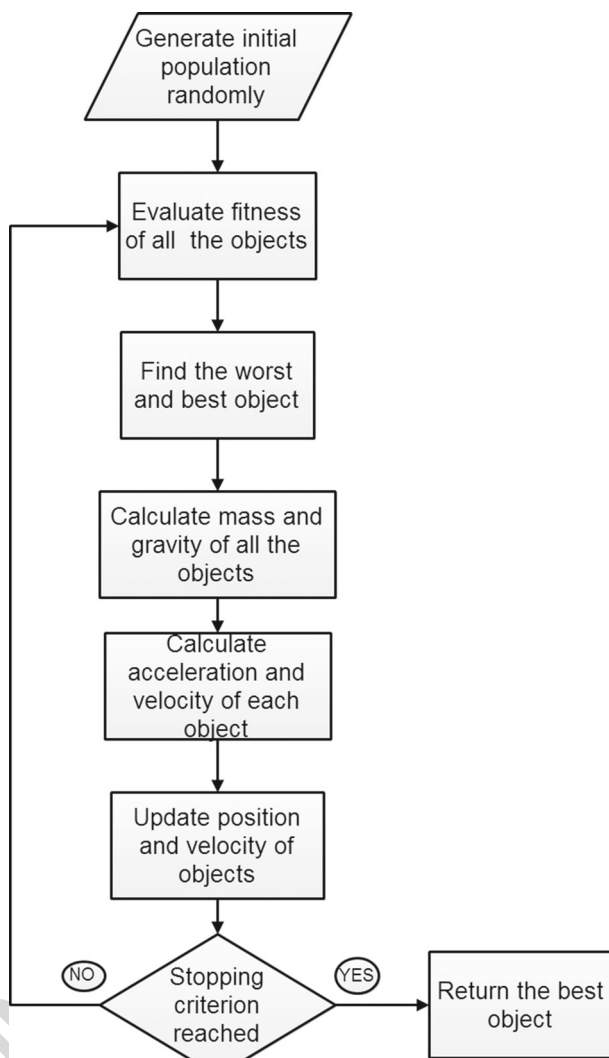 Generate initial
population
randomly
Evaluate fitness
of all the objects
Find the worst
and best object
Calculate mass and
gravity of all the
objects
Calculate
acceleration and
velocity of each
object
Update position
and velocity of
objects
NO
Stopping
criterion
reached
YES
Return the best
object